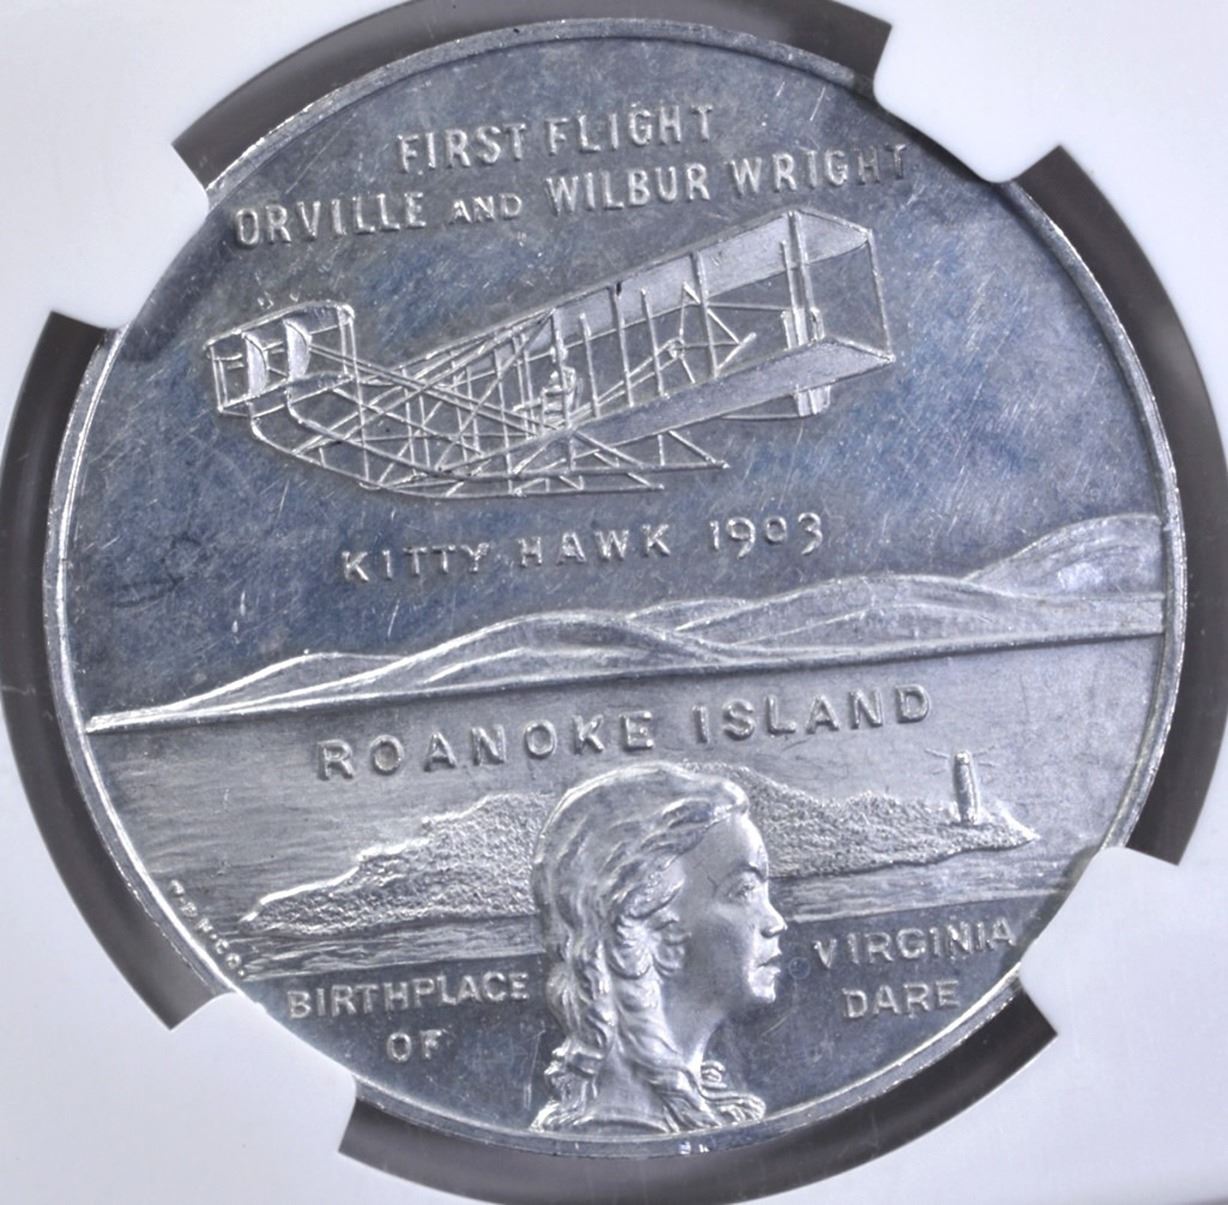 FIRST FLIGHT
ORVILLE AND WILBUR WRIGHT
KITTY HAWK 1903
ROANOKE ISLAND
BIRTHPLACE
OF
VIRGINIA
DARE